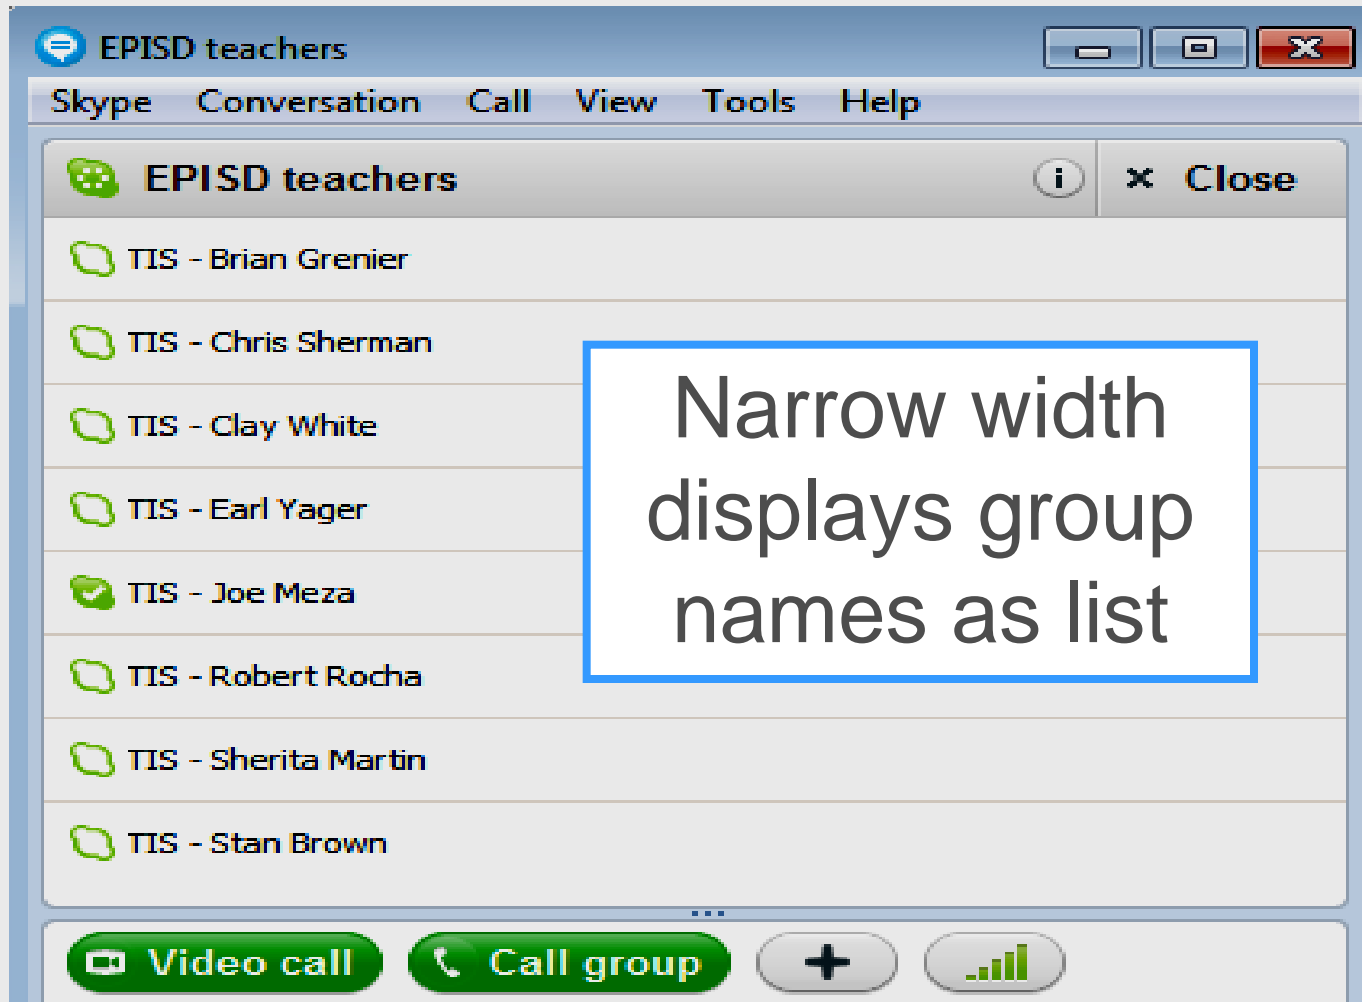 EPISD teachers
Skype Conversation Call View Tools Help
EPISD teachers i × Close
TIS - Brian Grenier
TIS - Chris Sherman
TIS - Clay White
TIS - Earl Yager
TIS - Joe Meza
TIS - Robert Rocha
TIS - Sherita Martin
TIS - Stan Brown
Narrow width
displays group
names as list
Video call Call group +